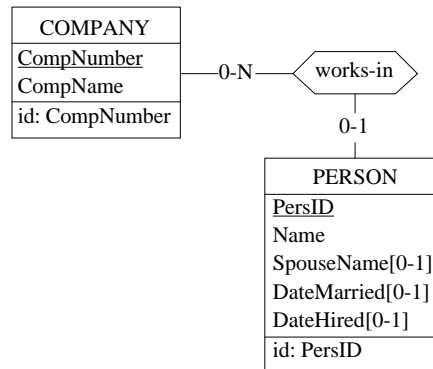 COMPANY
CompNumber
CompName
id: CompNumber
0-N
works-in
0-1
PERSON
PersID
Name
SpouseName[0-1]
DateMarried[0-1]
DateHired[0-1]
id: PersID